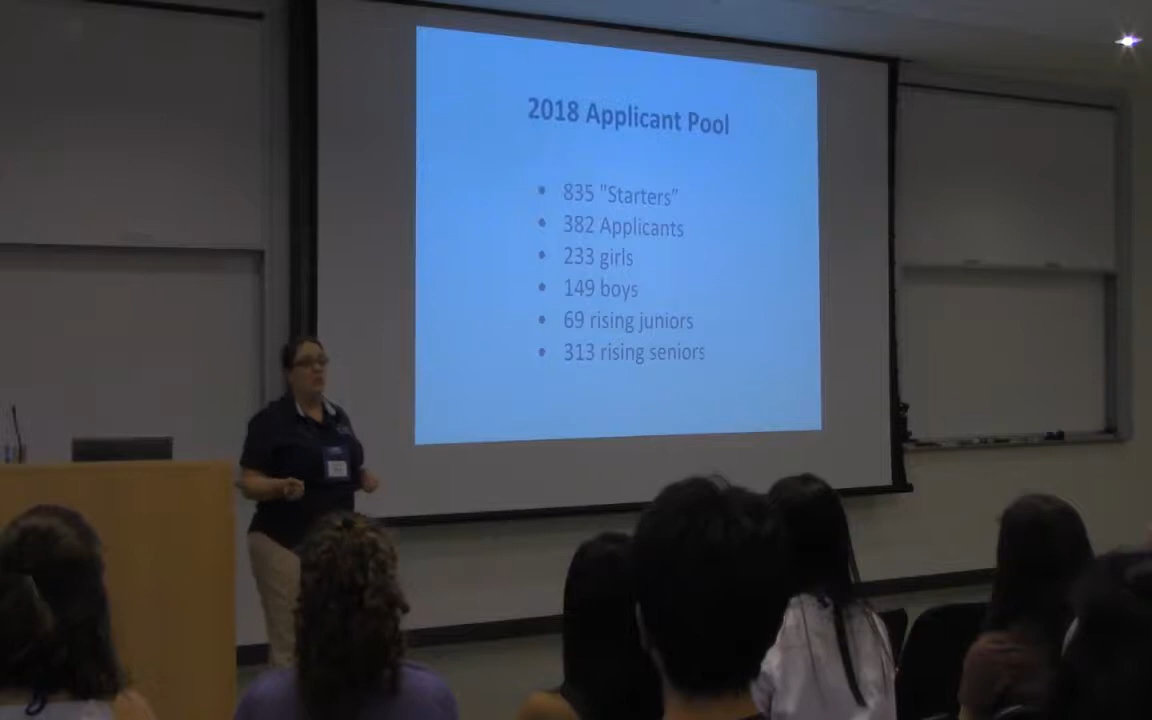 2018 Applicant Pool
• 835 "Starters”
• 382 Applicants
• 233 girls
• 149 boys
• 69 rising juniors
• 313 rising seniors